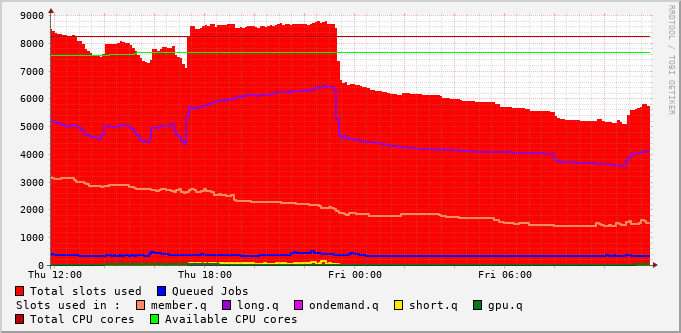 9000
8000
7000
6000
5000
4000
3000
2000
1000
0
Thu 12:00 Thu 18:00 Fri 00:00 Fri 06:00
RRDTOOL / TOBI OETIKER
Total slots used Queued Jobs
Slots used in : member.q long.q ondemand.q short.q gpu.q
Total CPU cores Available CPU cores